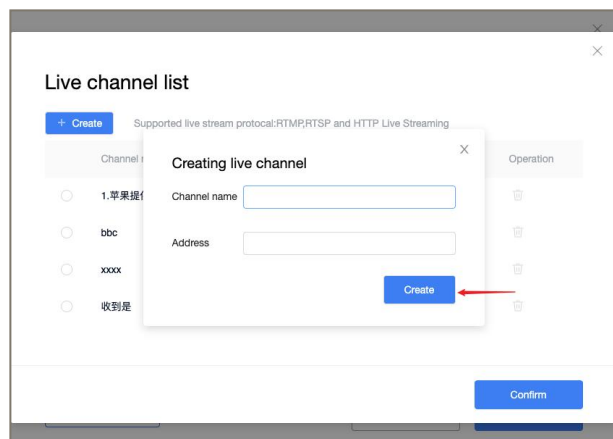 Live channel list
+ Create
Supported live stream protocal:RTMP,RTSP and HTTP Live Streaming
Channel
Operation
Creating live channel
X
Channel name
Address
Create
1.苹果提
bbc
xxxx
收到是
Confirm